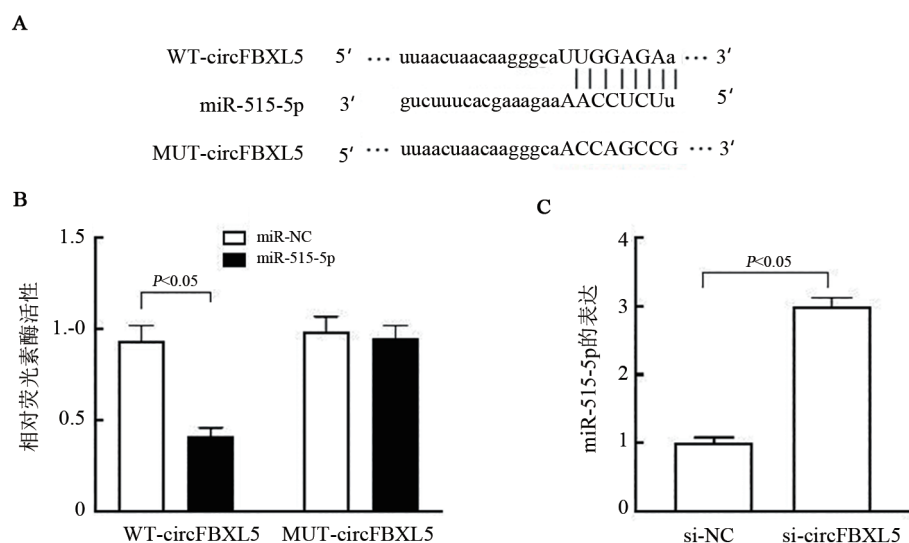 A
WT-circFBXL5 5′ ··· uuaacuaacaagggcaUUGGAGAa ··· 3′
miR-515-5p 3′ gucuuucacgaaagaaAACCUCUu 5′
MUT-circFBXL5 5′ ··· uuaacuaacaagggcaACCAGCCG ··· 3′
B
相对荧光素酶活性
1.5
1.-0
0.5
0
miR-NC
miR-515-5p
P<0.05
WT-circFBXL5 MUT-circFBXL5
C
miR-515-5p的表达
4
3
2
1
0
P<0.05
si-NC si-circFBXL5